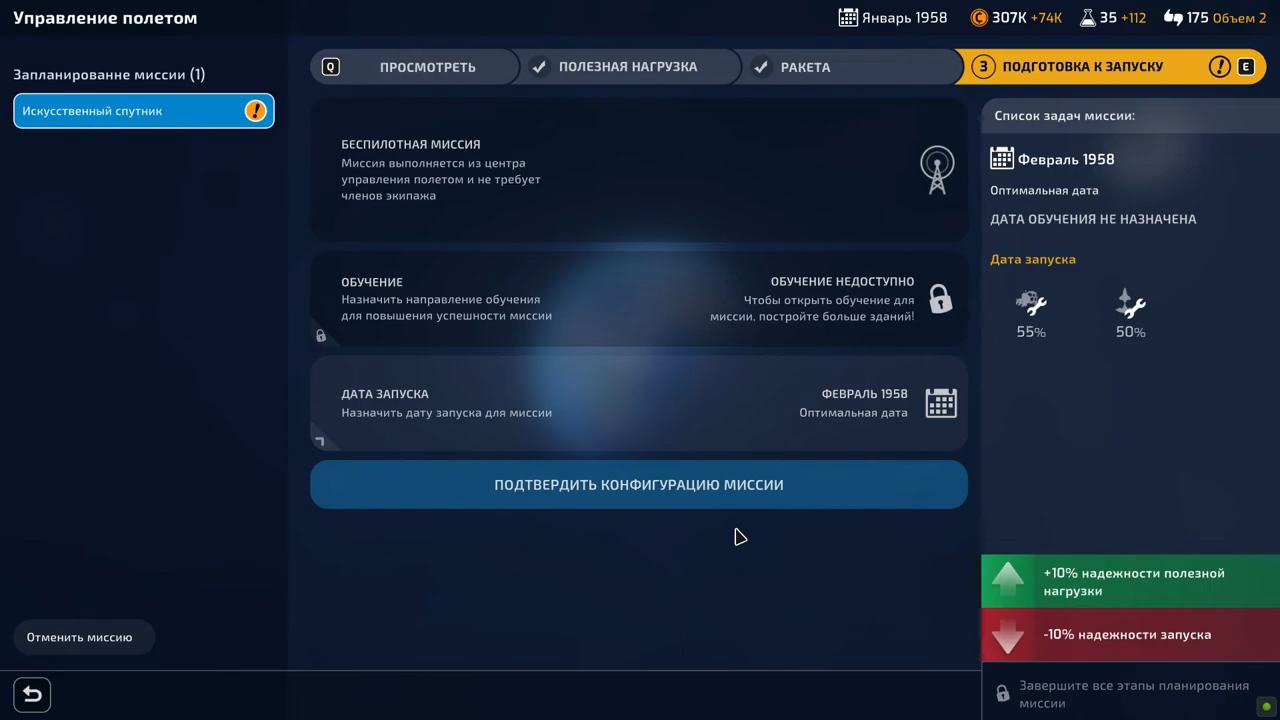 Управление полетом
Январь 1958
307K +74K
35 +112
175 Объем 2
Запланирование миссии (1)
Искусственный спутник
Q ПРОСМОТРЕТЬ
ПОЛЕЗНАЯ НАГРУЗКА
РАКЕТА
3 ПОДГОТОВКА К ЗАПУСКУ
E
БЕСПИЛОТНАЯ МИССИЯ
Миссия выполняется из центра
управления полетом и не требует
членов экипажа
ОБУЧЕНИЕ
Назначить направление обучения
для повышения успешности миссии
ОБУЧЕНИЕ НЕДОСТУПНО
Чтобы открыть обучение для
миссии, постройте больше зданий!
ДАТА ЗАПУСКА
Назначить дату запуска для миссии
ФЕВРАЛЬ 1958
Оптимальная дата
ПОДТВЕРДИТЬ КОНФИГУРАЦИЮ МИССИИ
Список задач миссии:
Февраль 1958
Оптимальная дата
ДАТА ОБУЧЕНИЯ НЕ НАЗНАЧЕНА
Дата запуска
55%
50%
+10% надежности полезной
нагрузки
-10% надежности запуска
Завершите все этапы планирования
миссии
Отменить миссию